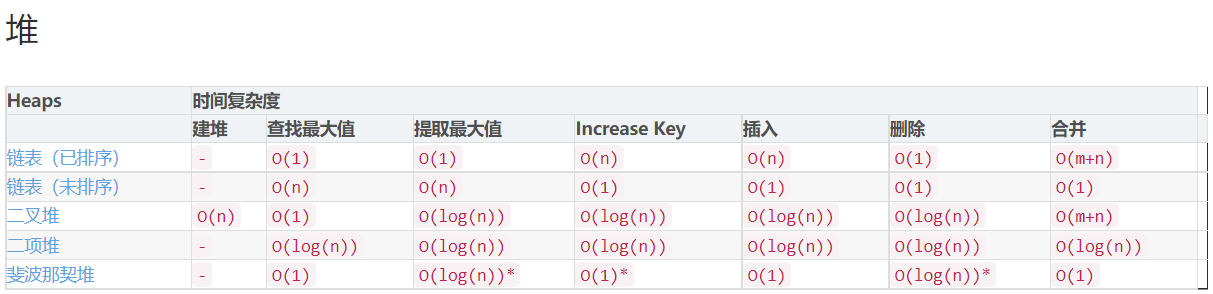 堆
Heaps 时间复杂度
建堆 查找最大值 提取最大值 Increase Key 插入 删除 合并
链表（已排序） - O(1) O(1) O(n) O(n) O(1) O(m+n)
链表（未排序） - O(n) O(n) O(1) O(1) O(1) O(1)
二叉堆 O(n) O(1) O(log(n)) O(log(n)) O(log(n)) O(log(n)) O(m+n)
二项堆 - O(log(n)) O(log(n)) O(log(n)) O(log(n)) O(log(n)) O(log(n))
斐波那契堆 - O(1) O(log(n))* O(1)* O(1) O(log(n))* O(1)